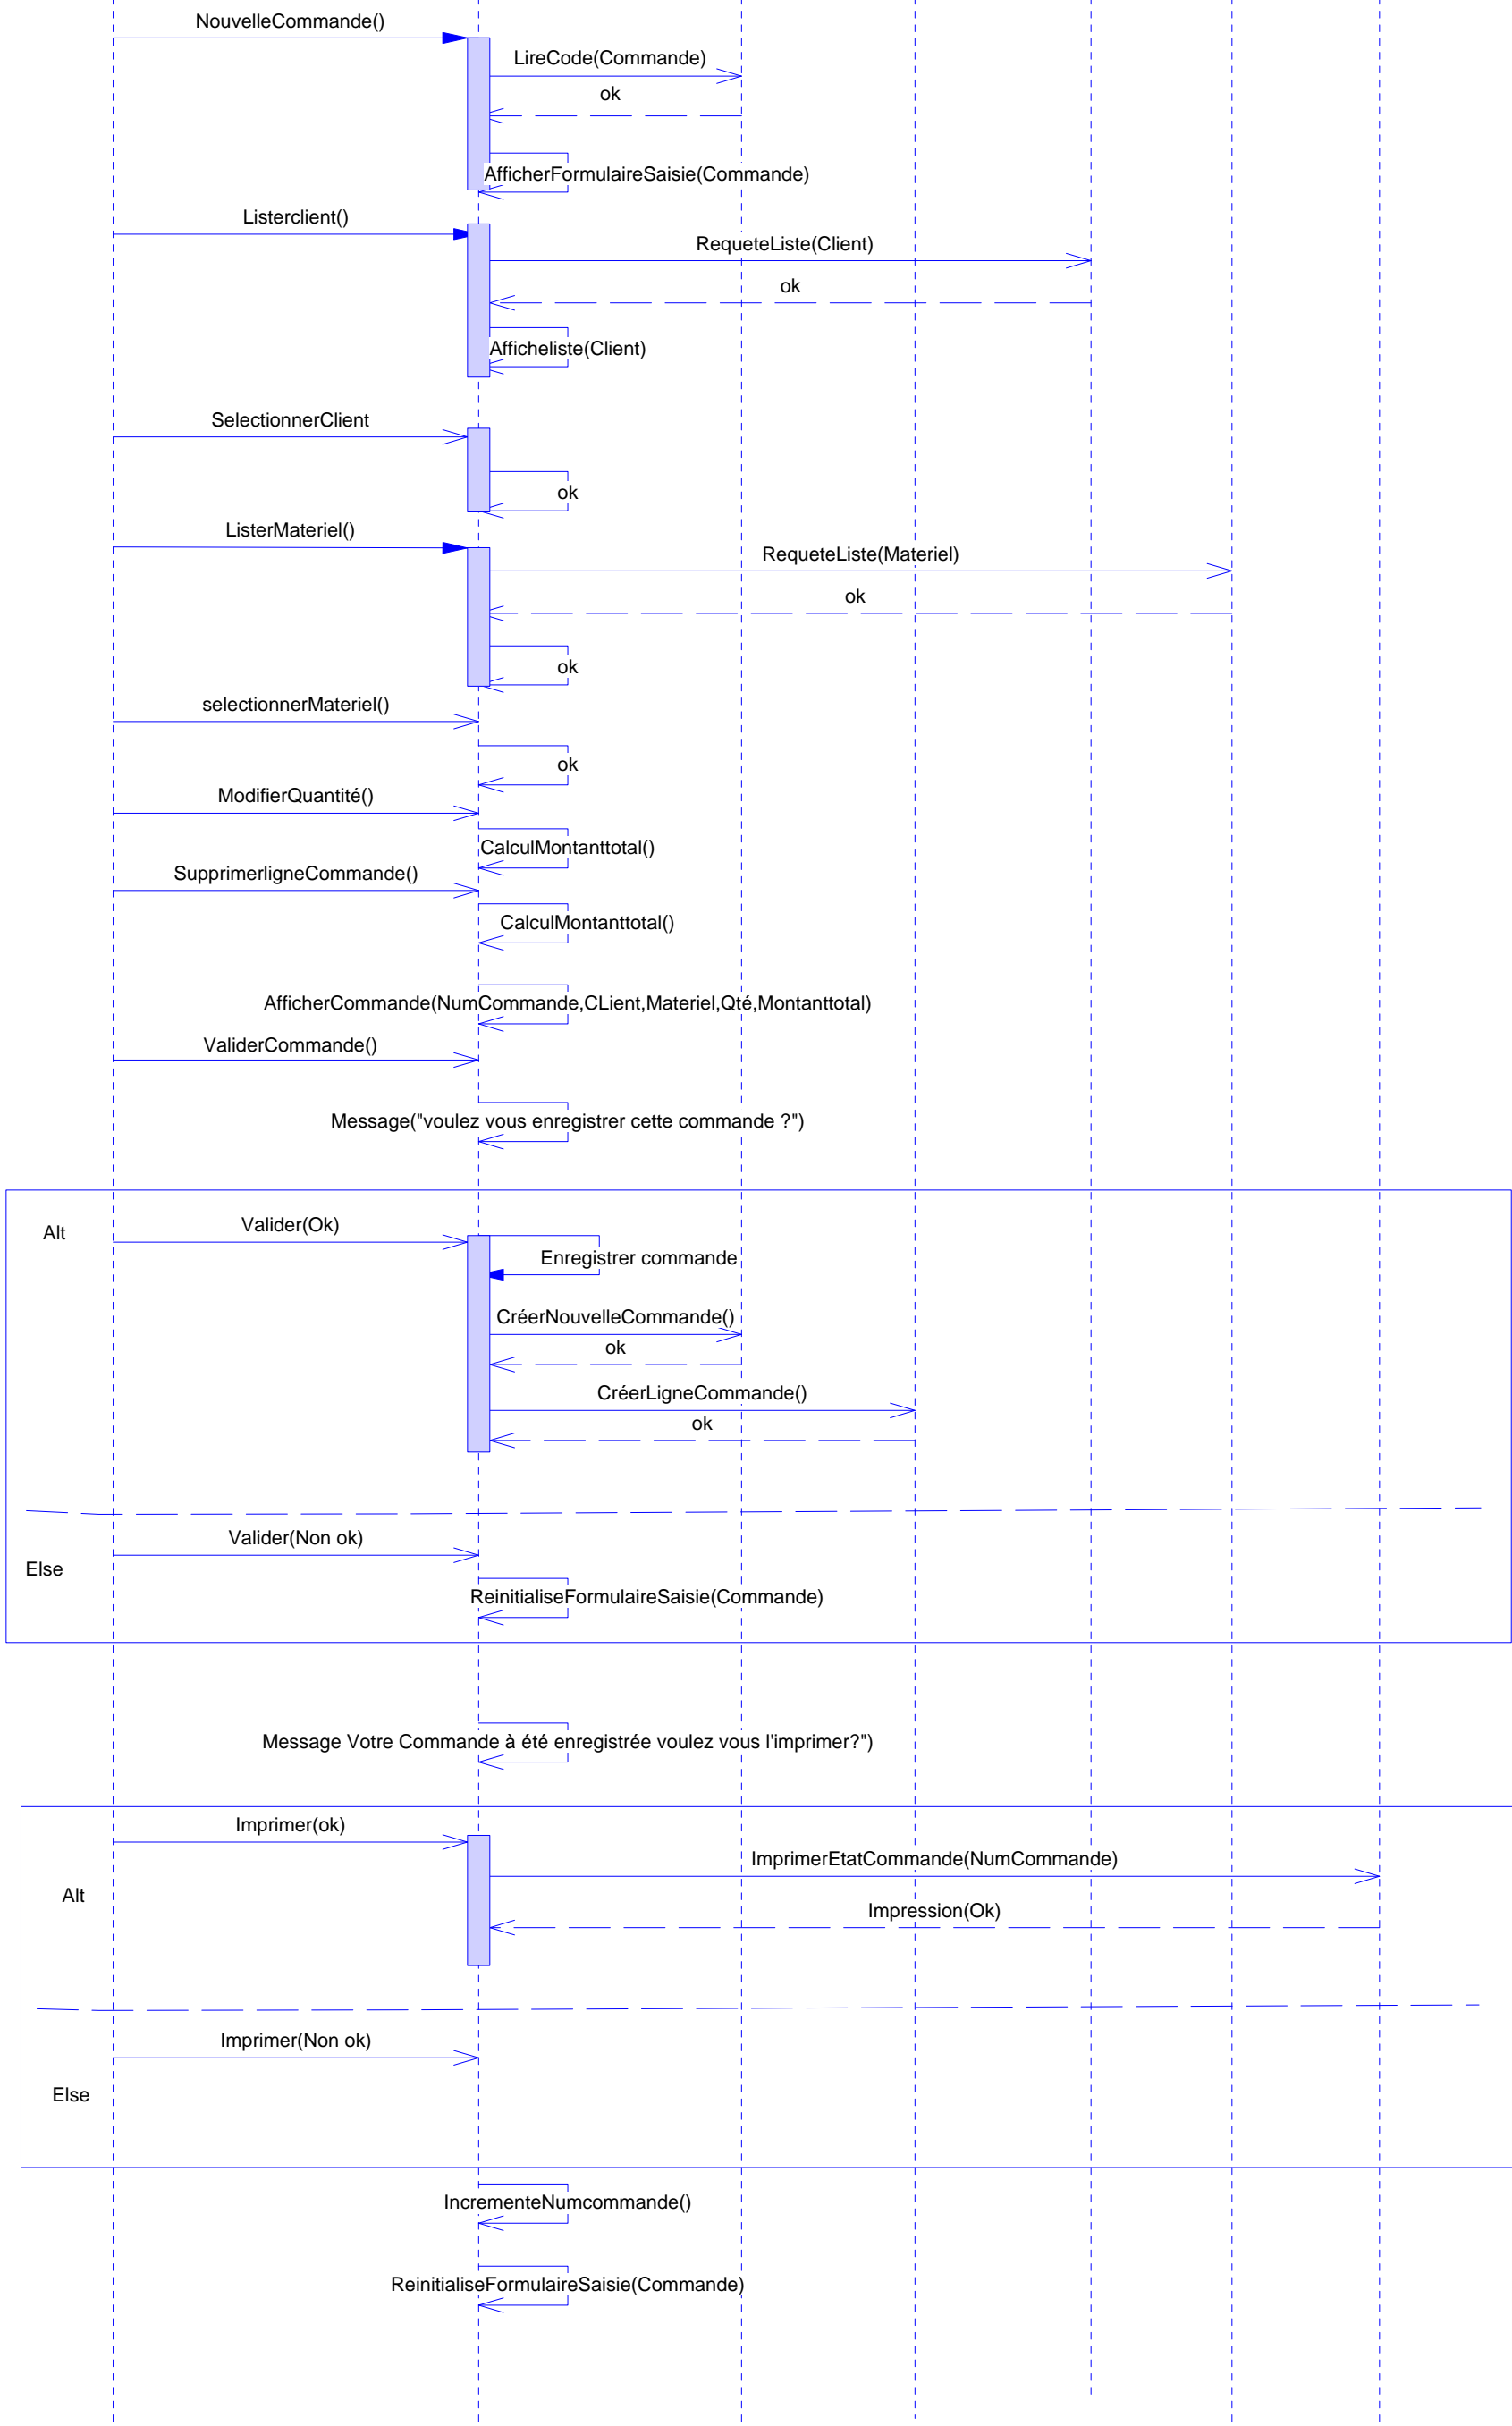 NouvelleCommande()
LireCode(Commande)
ok
AfficherFormulaireSaisie(Commande)
Listerclient()
RequeteListe(Client)
ok
Afficheliste(Client)
SelectionnerClient
ok
ListerMateriel()
RequeteListe(Materiel)
ok
ok
selectionnerMateriel()
ok
ModifierQuantité()
CalculMontanttotal()
SupprimerligneCommande()
CalculMontanttotal()
AfficherCommande(NumCommande,CLient,Materiel,Qté,Montanttotal)
ValiderCommande()
Message("voulez vous enregistrer cette commande ?")
Alt
Valider(Ok)
Enregistrer commande
CréerNouvelleCommande()
ok
CréerLigneCommande()
ok
Valider(Non ok)
Else
ReinitialiseFormulaireSaisie(Commande)
Message Votre Commande à été enregistrée voulez vous l'imprimer?")
Imprimer(ok)
ImprimerEtatCommande(NumCommande)
Alt
Impression(Ok)
Imprimer(Non ok)
Else
IncrementeNumcommande()
ReinitialiseFormulaireSaisie(Commande)